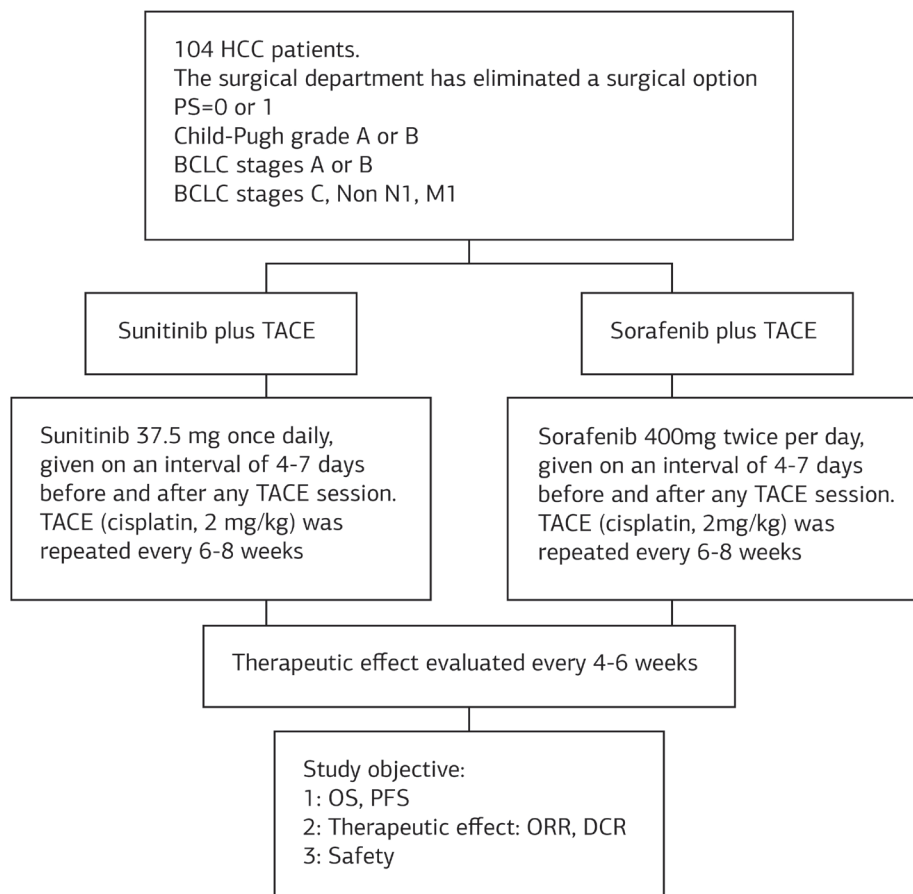 104 HCC patients.
The surgical department has eliminated a surgical option
PS=0 or 1
Child-Pugh grade A or B
BCLC stages A or B
BCLC stages C, Non N1, M1
Sunitinib plus TACE
Sorafenib plus TACE
Sunitinib 37.5 mg once daily,
given on an interval of 4-7 days
before and after any TACE session.
TACE (cisplatin, 2 mg/kg) was
repeated every 6-8 weeks
Sorafenib 400mg twice per day,
given on an interval of 4-7 days
before and after any TACE session.
TACE (cisplatin, 2mg/kg) was
repeated every 6-8 weeks
Therapeutic effect evaluated every 4-6 weeks
Study objective:
1: OS, PFS
2: Therapeutic effect: ORR, DCR
3: Safety